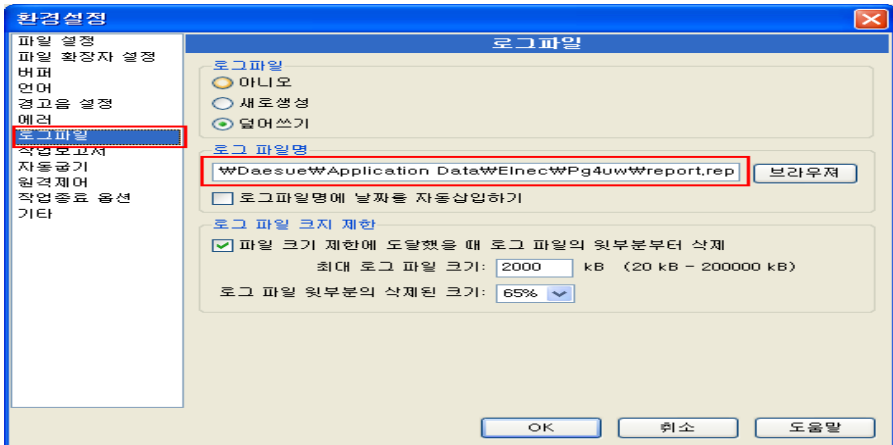 환경설정
파일 설정
파일 확장자 설정
버퍼
언어
경고음 설정
에러
로그파일
작업보고서
자동굽기
원격제어
작업종료 옵션
기타
로그파일
로그파일
아니오
새로생성
덮어쓰기
로그 파일명
₩Daesue₩Application Data₩Elnec₩Pg4uw₩report.rep
브라우져
로그파일명에 날짜를 자동삽입하기
로그 파일 크지 제한
파일 크기 제한에 도달했을 때 로그 파일의 윗부분부터 삭제
최대 로그 파일 크기: 2000 kB (20 kB - 200000 kB)
로그 파일 윗부분의 삭제된 크기: 65%
OK 취소 도움말